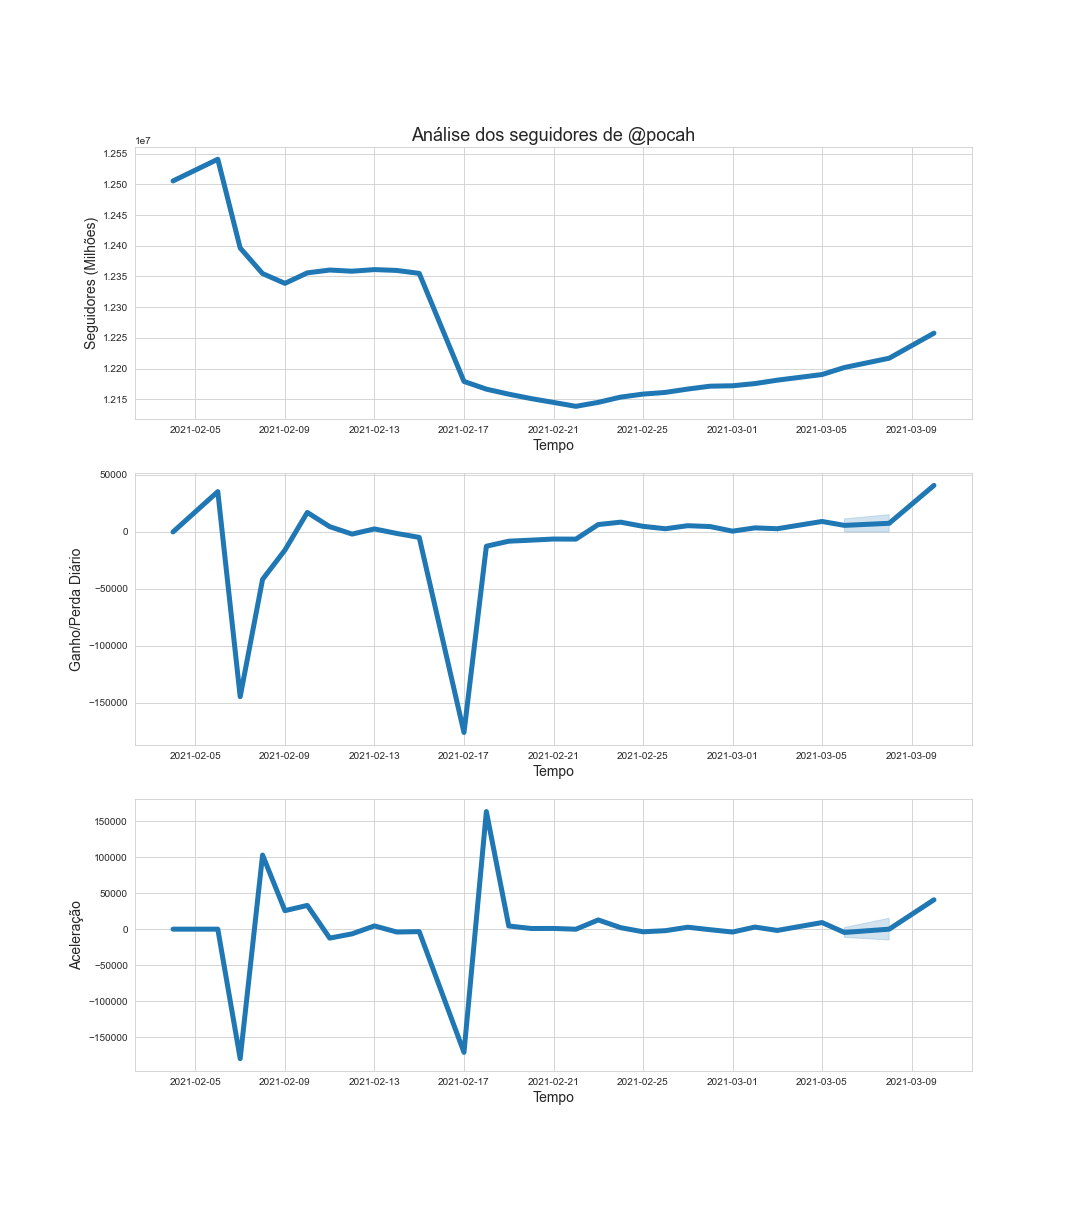 Análise dos seguidores de @pocah
1e7
1.255
1.250
1.245
1.240
1.235
1.230
1.225
1.220
1.215
Seguidores (Milhões)
2021-02-05 2021-02-09 2021-02-13 2021-02-17 2021-02-21 2021-02-25 2021-03-01 2021-03-05 2021-03-09
Tempo
50000
0
−50000
−100000
−150000
Ganho/Perda Diário
2021-02-05 2021-02-09 2021-02-13 2021-02-17 2021-02-21 2021-02-25 2021-03-01 2021-03-05 2021-03-09
Tempo
150000
100000
50000
0
−50000
−100000
−150000
Aceleração
2021-02-05 2021-02-09 2021-02-13 2021-02-17 2021-02-21 2021-02-25 2021-03-01 2021-03-05 2021-03-09
Tempo